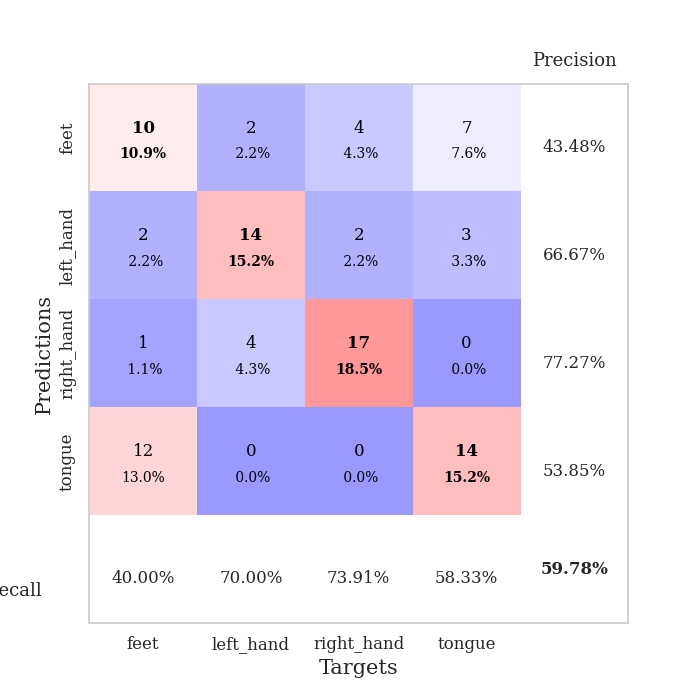 Precision
feet
10 2 4 7 43.48%
10.9% 2.2% 4.3% 7.6%
left_hand
2 14 2 3 66.67%
2.2% 15.2% 2.2% 3.3%
Predictions
right_hand
1 4 17 0 77.27%
1.1% 4.3% 18.5% 0.0%
tongue
12 0 0 14 53.85%
13.0% 0.0% 0.0% 15.2%
ecall 40.00% 70.00% 73.91% 58.33% 59.78%
feet left_hand right_hand tongue
Targets